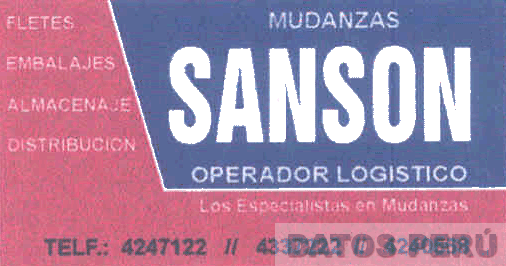 FLETES
EMBALAJES
ALMACENAJE
DISTRIBUCION
MUDANZAS
SANSON
OPERADOR LOGISTICO
Los Especialistas en Mudanzas
TELF.: 4247122 // //
DATOS PERÚ